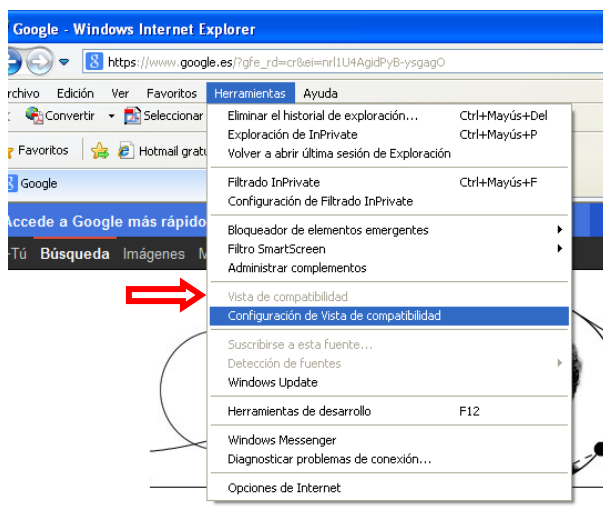 Google - Windows Internet Explorer
https://www.google.es/?gfe_rd=cr&ei=nrl1U4AgidPyB-ysgagO
rchivo Edición Ver Favoritos Herramientas Ayuda
Convertir Seleccionar
Favoritos Hotmail gratu
Google
Accede a Google más rápido
Tú Búsqueda Imágenes M
Eliminar el historial de exploración... Ctrl+Mayús+Del
Exploración de InPrivate Ctrl+Mayús+P
Volver a abrir última sesión de Exploración
Filtrado InPrivate Ctrl+Mayús+F
Configuración de Filtrado InPrivate
Bloqueador de elementos emergentes
Filtro SmartScreen
Administrar complementos
Vista de compatibilidad
Configuración de Vista de compatibilidad
Suscribirse a esta fuente...
Detección de fuentes
Windows Update
Herramientas de desarrollo F12
Windows Messenger
Diagnosticar problemas de conexión...
Opciones de Internet